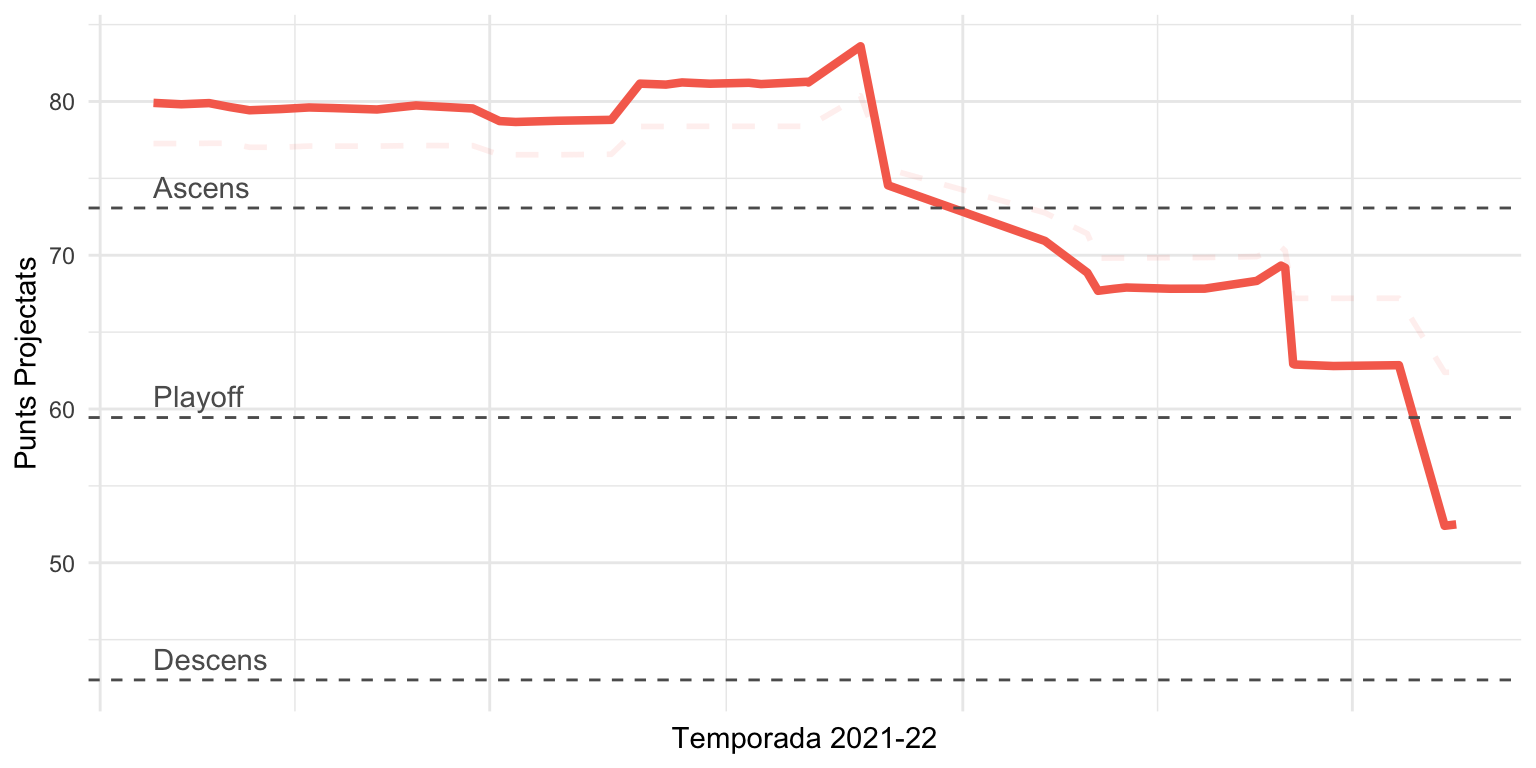 80
Ascens
70
Punts Projectats
Playoff
60
50
Descens
Temporada 2021-22